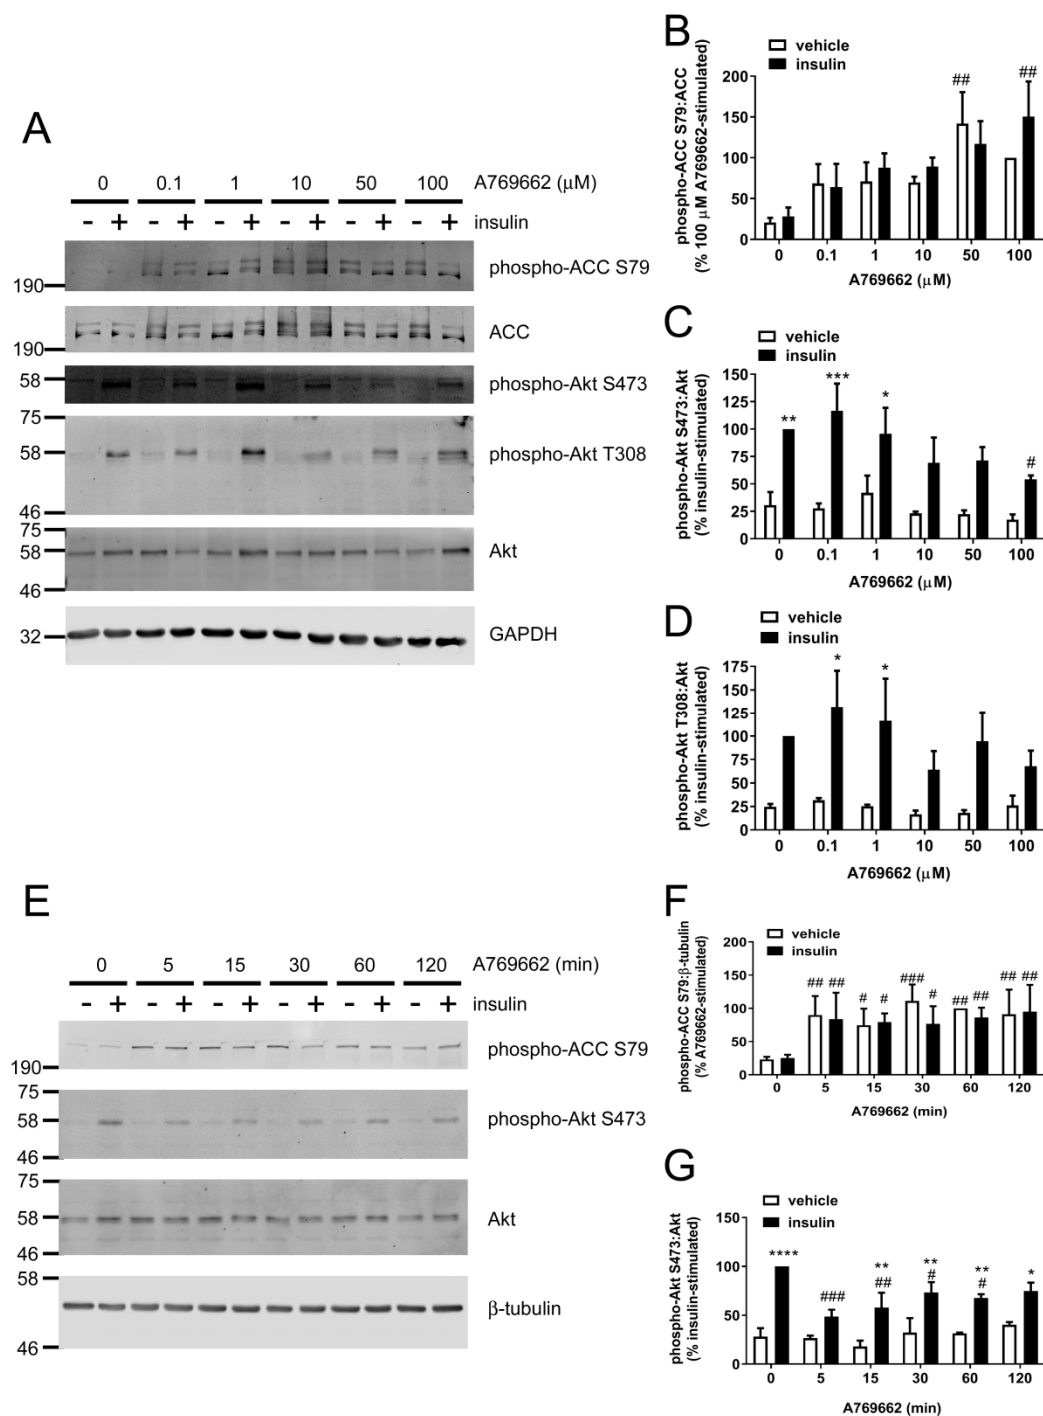 A
0 0.1 1 10 50 100 A769662 (μM)
- + - + - + - + - + - + insulin
phospho-ACC S79
190
ACC
190
58
phospho-Akt S473
75
phospho-Akt T308
58
46
75
Akt
58
46
GAPDH
32
B
vehicle
insulin
phospho-ACC S79:ACC
(% 100 μM A769662-stimulated)
200
150
100
50
0
## ##
0 0.1 1 10 50 100
A769662 (μM)
C
vehicle
insulin
phospho-Akt S473:Akt
(% insulin-stimulated)
150
125
100
75
50
25
0
** *** * #
0 0.1 1 10 50 100
A769662 (μM)
D
vehicle
insulin
phospho-Akt T308:Akt
(% insulin-stimulated)
175
125
100
75
50
25
0
* *
0 0.1 1 10 50 100
A769662 (μM)
E
0 5 15 30 60 120 A769662 (min)
- + - + - + - + - + - + insulin
phospho-ACC S79
190
75
phospho-Akt S473
58
46
75
Akt
58
46
58
β-tubulin
46
F
vehicle
insulin
phospho-ACC S79:β-tubulin
(% A769662-stimulated)
200
150
100
50
0
## ## # # ### # ## ## ## ##
0 5 15 30 60 120
A769662 (min)
G
vehicle
insulin
phospho-Akt S473:Akt
(% insulin-stimulated)
150
100
50
0
**** ** ** ** *
### ## # #
0 5 15 30 60 120
A769662 (min)